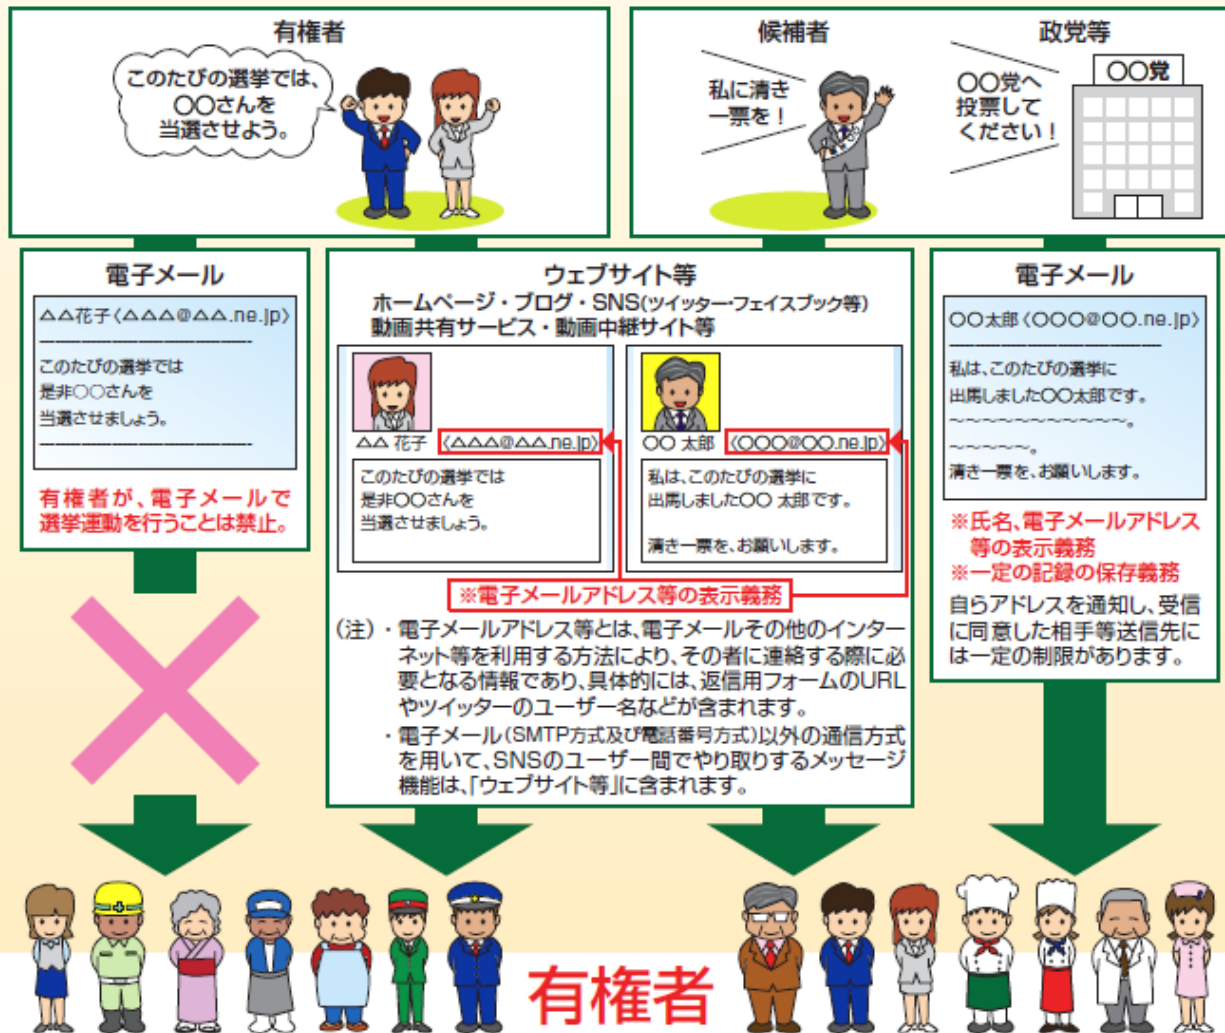 有権者
このたびの選挙では、
〇〇さんを
当選させよう。
候補者
私に清き
一票を！
政党等
〇〇党へ
投票して
ください！
〇〇党
電子メール
△△花子〈△△△@△△.ne.jp〉
このたびの選挙では
是非〇〇さんを
当選させましょう。
有権者が、電子メールで
選挙運動を行うことは禁止。
ウェブサイト等
ホームページ・ブログ・SNS(ツイッター・フェイスブック等)
動画共有サービス・動画中継サイト等
△△ 花子 〈△△△@△△.ne.jp〉
このたびの選挙では
是非〇〇さんを
当選させましょう。
〇〇 太郎 〈〇〇〇@〇〇.ne.jp〉
私は、このたびの選挙に
出馬しました〇〇 太郎です。
清き一票を、お願いします。
※電子メールアドレス等の表示義務
(注)・電子メールアドレス等とは、電子メールその他のインター
ネット等を利用する方法により、その者に連絡する際に必
要となる情報であり、具体的には、返信用フォームのURL
やツイッターのユーザー名などが含まれます。
・電子メール(SMTP方式及び電話番号方式)以外の通信方式
を用いて、SNSのユーザー間でやり取りするメッセージ
機能は、「ウェブサイト等」に含まれます。
電子メール
〇〇太郎〈〇〇〇@〇〇.ne.jp〉
私は、このたびの選挙に
出馬しました〇〇太郎です。
～～～～～～～～～～～。
～～～～～。
清き一票を、お願いします。
※氏名、電子メールアドレス
等の表示義務
※一定の記録の保存義務
自らアドレスを通知し、受信
に同意した相手等送信先に
は一定の制限があります。
有権者